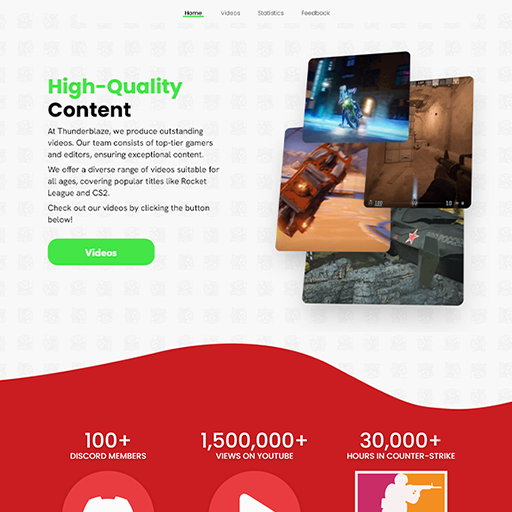 Home Videos Statistics Feedback
High-Quality
Content
At Thunderblaze, we produce outstanding
videos. Our team consists of top-tier gamers
and editors, ensuring exceptional content.
We offer a diverse range of videos suitable for
all ages, covering popular titles like Rocket
League and CS2.
Check out our videos by clicking the button
below!
Videos
100+ 1,500,000+ 30,000+
DISCORD MEMBERS VIEWS ON YOUTUBE HOURS IN COUNTER-STRIKE